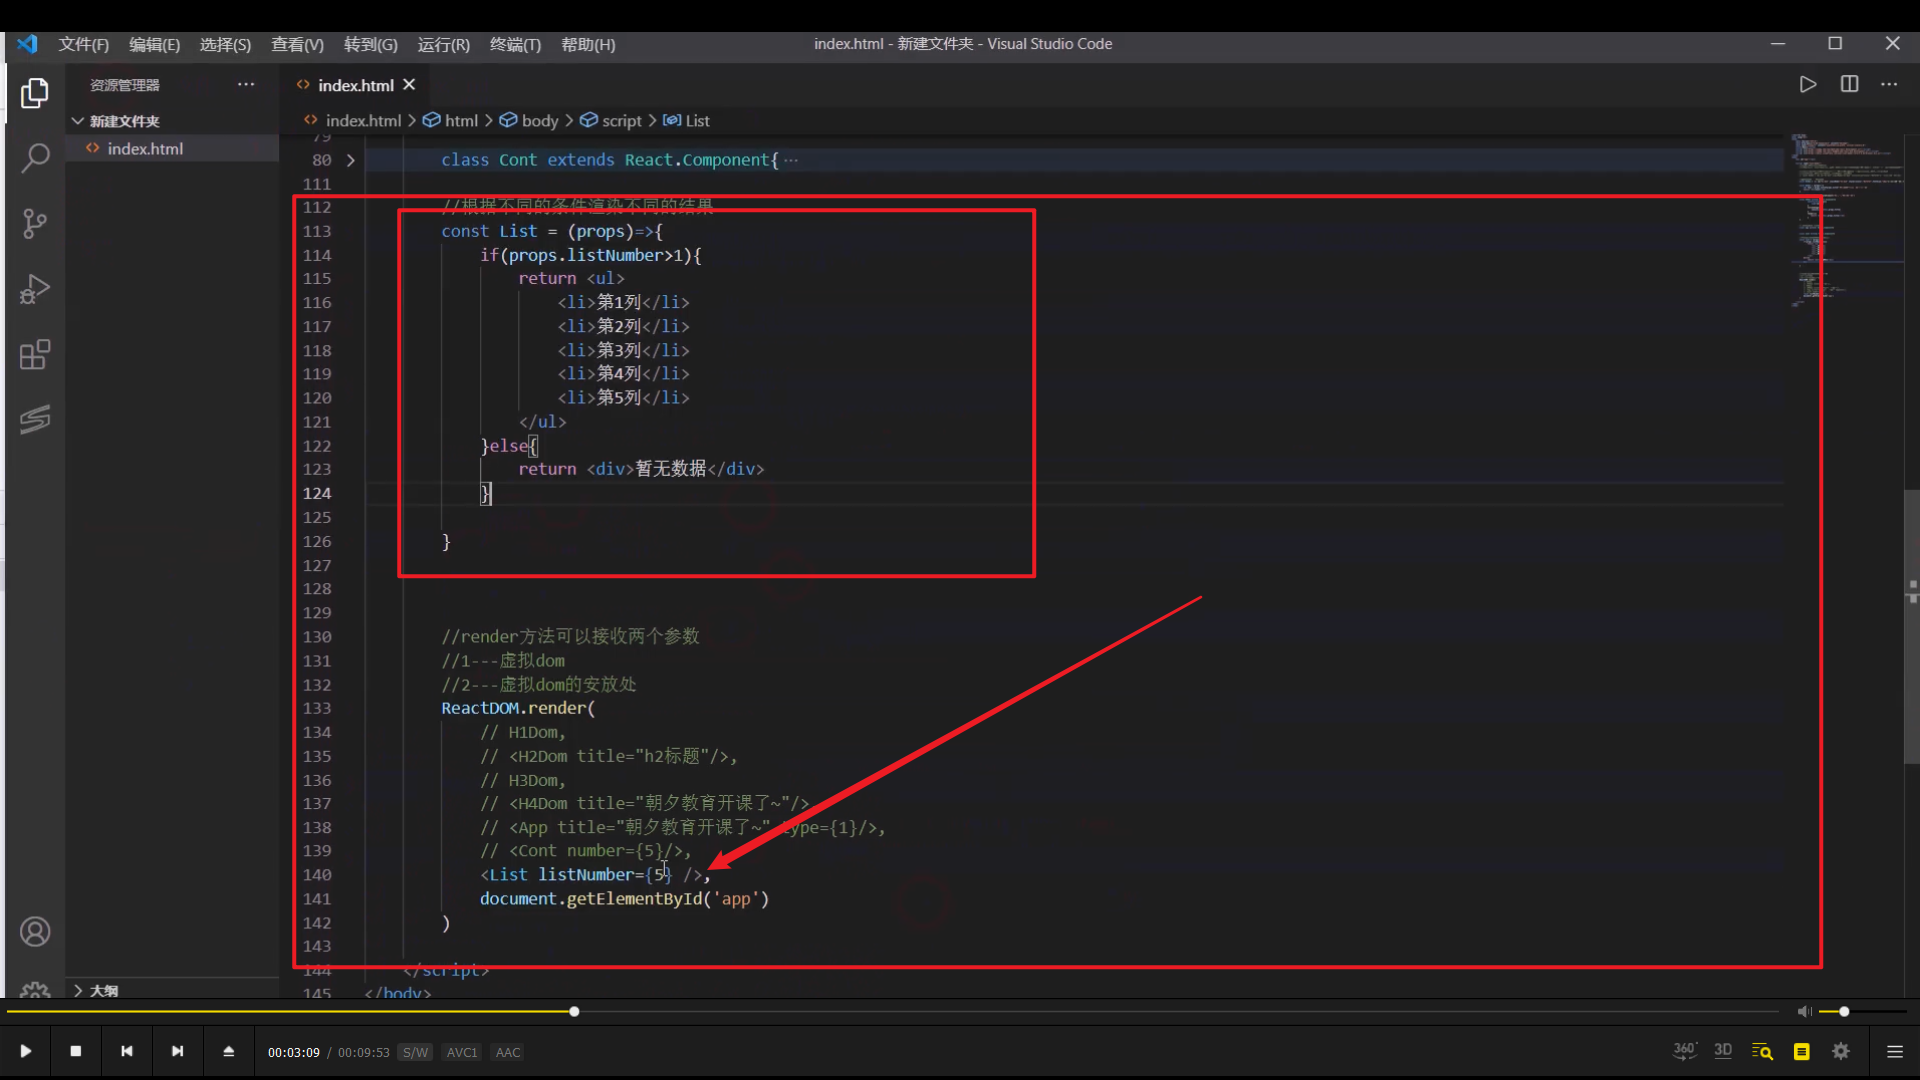 文件(F) 编辑(E) 选择(S) 查看(V) 转到(G) 运行(R) 终端(T) 帮助(H)
index.html - 新建文件夹 - Visual Studio Code
资源管理器
index.html
新建文件夹
index.html > html > body > script > List
index.html
79
80 class Cont extends React.Component{ ···
111
112 //根据不同的条件渲染不同的结果
113 const List = (props)=>{
114 if(props.listNumber>1){
115 return <ul>
116 <li>第1列</li>
117 <li>第2列</li>
118 <li>第3列</li>
119 <li>第4列</li>
120 <li>第5列</li>
121 </ul>
122 }else{
123 return <div>暂无数据</div>
124 }
125
126 }
127
128
129
130 //render方法可以接收两个参数
131 //1---虚拟dom
132 //2---虚拟dom的安放处
133 ReactDOM.render(
134 // H1Dom,
135 // <H2Dom title="h2标题"/>,
136 // H3Dom,
137 // <H4Dom title="朝夕教育开课了~"/>
138 // <App title="朝夕教育开课了~" type={1}/>,
139 // <Cont number={5}/>,
140 <List listNumber={5} />,
141 document.getElementById('app')
142 )
143
144 </script>
145 </body>
大纲
00:03:09 / 00:09:53 S/W AVC1 AAC
360° 3D